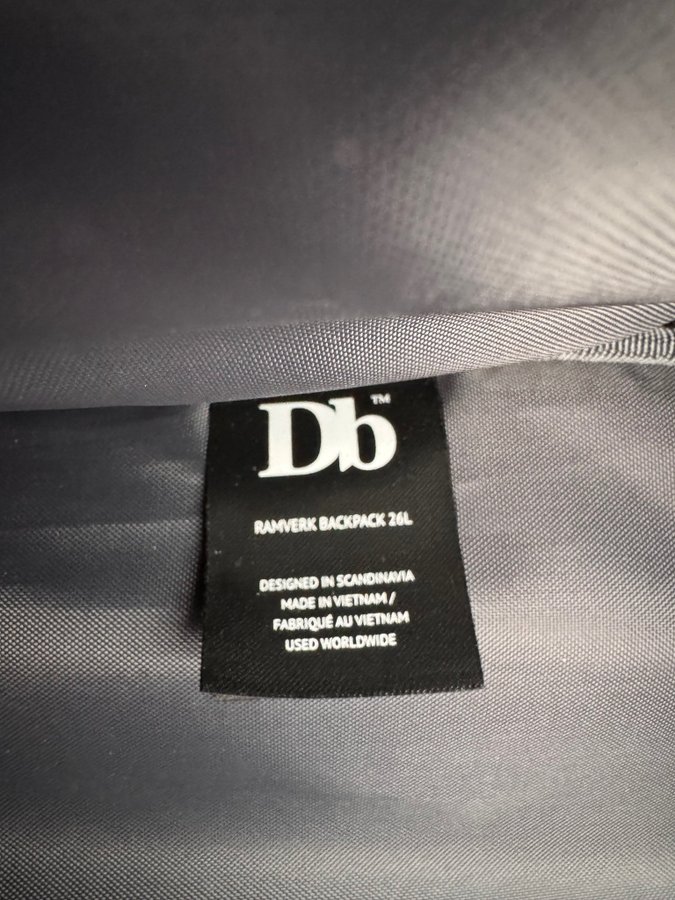 Db™
RAMVERK BACKPACK 26L
DESIGNED IN SCANDINAVIA
MADE IN VIETNAM /
FABRIQUÉ AU VIETNAM
USED WORLDWIDE